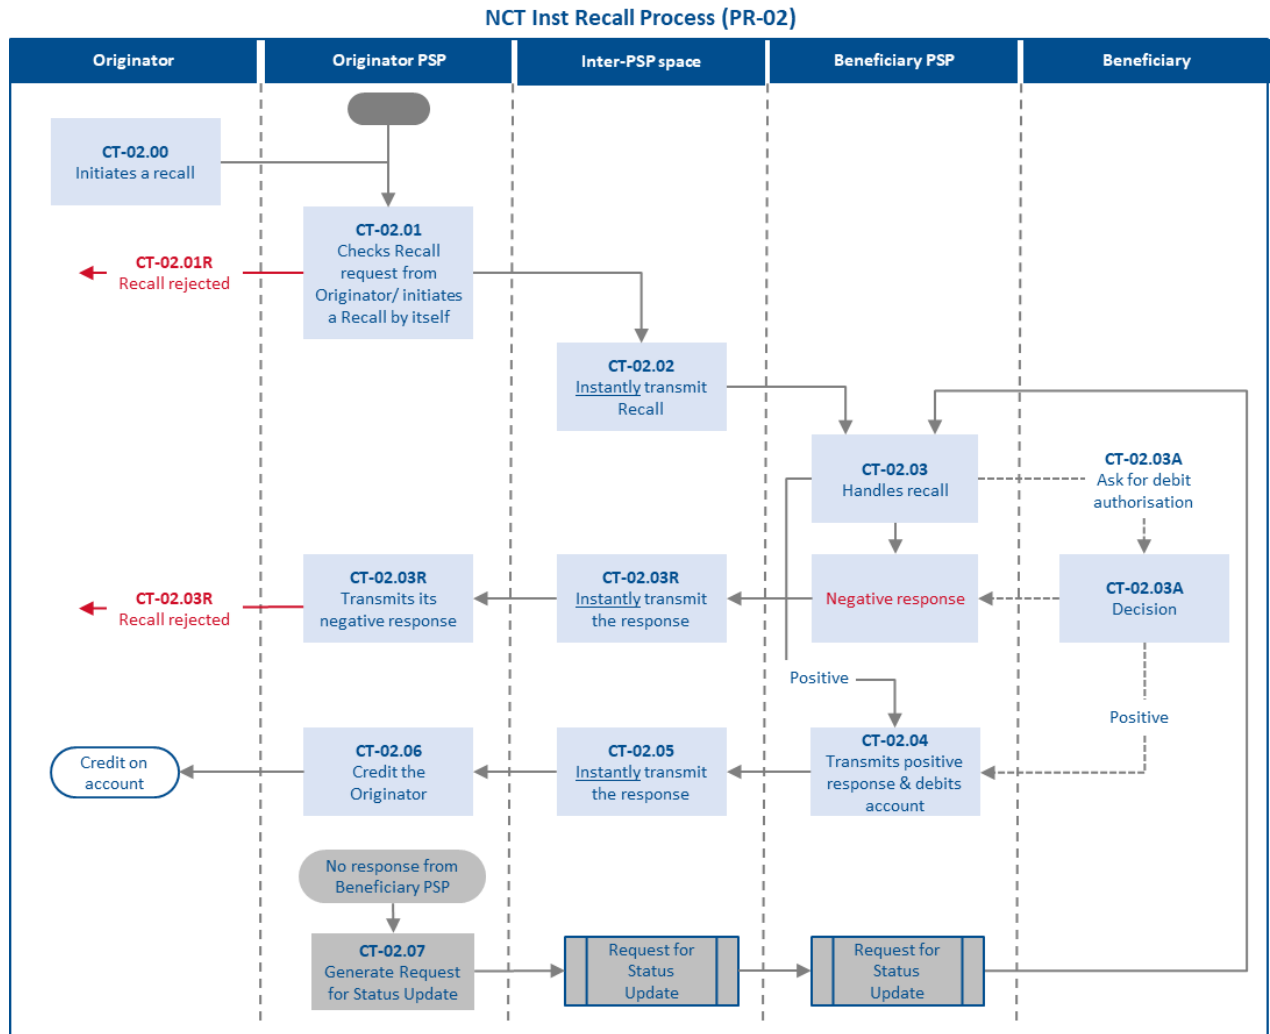 NCT Inst Recall Process (PR-02)
Originator
Originator PSP
Inter-PSP space
Beneficiary PSP
Beneficiary
CT-02.00
Initiates a recall
CT-02.01
Checks Recall
request from
Originator/ initiates
a Recall by itself
CT-02.01R
Recall rejected
CT-02.02
Instantly transmit
Recall
CT-02.03
Handles recall
CT-02.03A
Ask for debit
authorisation
CT-02.03R
Recall rejected
CT-02.03R
Transmits its
negative response
CT-02.03R
Instantly transmit
the response
Negative response
CT-02.03A
Decision
Positive
Positive
Credit on
account
CT-02.06
Credit the
Originator
CT-02.05
Instantly transmit
the response
CT-02.04
Transmits positive
response & debits
account
No response from
Beneficiary PSP
CT-02.07
Generate Request
for Status Update
Request for
Status
Update
Request for
Status
Update